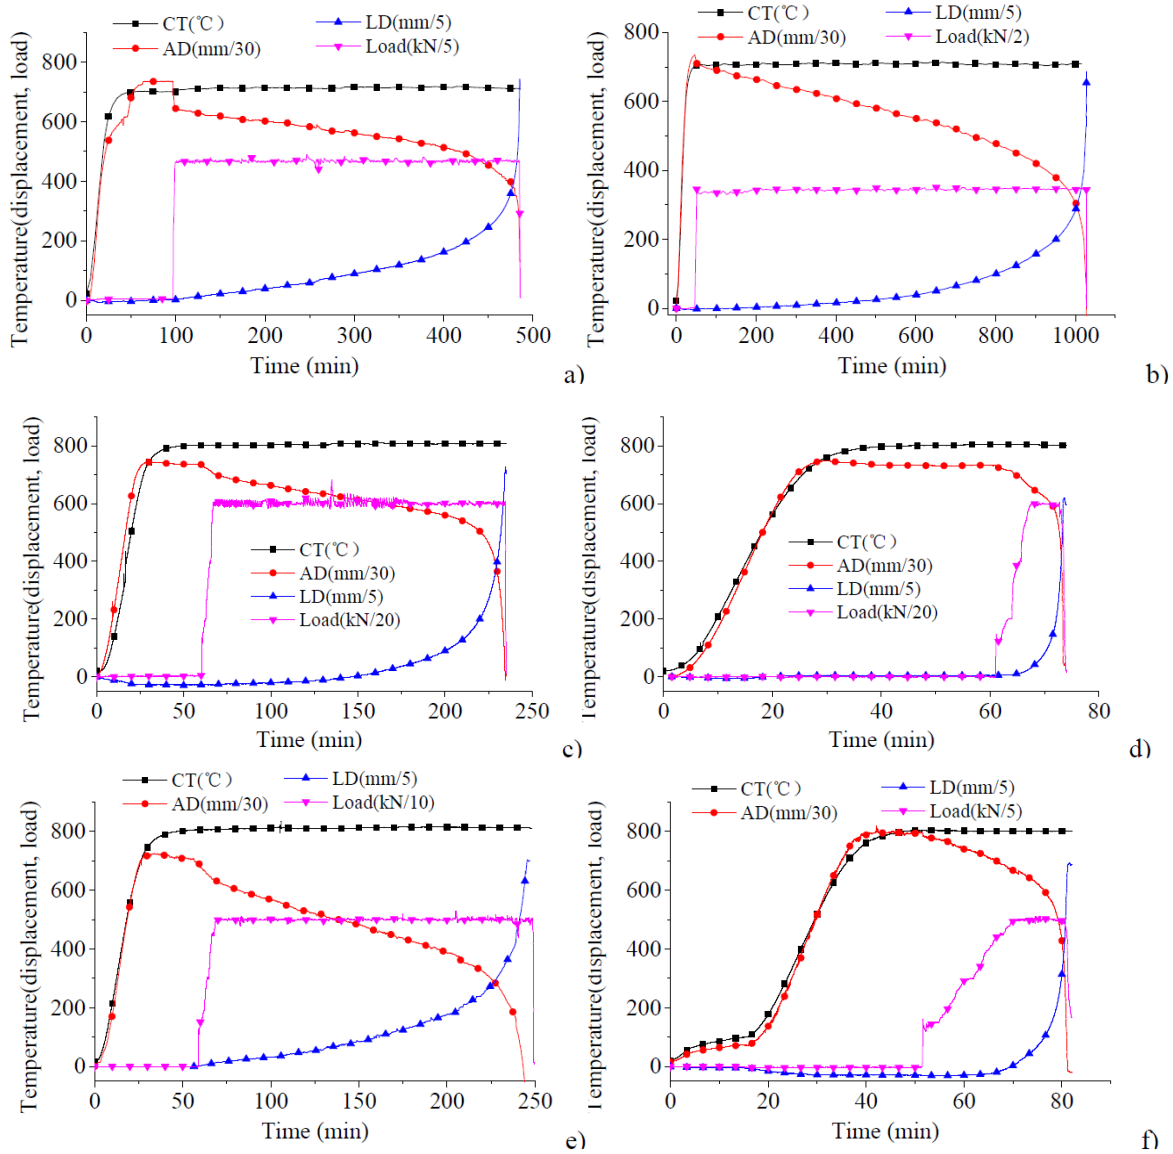 CT(℃)
LD(mm/5)
AD(mm/30)
Load(kN/5)
Temperature(displacement, load)
800
600
400
200
0
0
100
200
300
400
500
Time (min)
a)
CT(℃)
LD(mm/5)
AD(mm/30)
Load(kN/2)
Temperature(displacement, load)
800
600
400
200
0
0
200
400
600
800
1000
Time (min)
b)
Temperature(displacement, load)
800
600
400
200
0
CT(℃)
AD(mm/30)
LD(mm/5)
Load(kN/20)
0
50
100
150
200
250
Time (min)
c)
Temperature(displacement, load)
800
600
400
200
0
CT(℃)
AD(mm/30)
LD(mm/5)
Load(kN/20)
0
20
40
60
80
Time (min)
d)
CT(℃)
LD(mm/5)
AD(mm/30)
Load(kN/10)
Temperature(displacement, load)
800
600
400
200
0
0
50
100
150
200
250
Time (min)
e)
CT(℃)
LD(mm/5)
AD(mm/30)
Load(kN/5)
Temperature(displacement, load)
800
600
400
200
0
0
20
40
60
80
Time (min)
f)